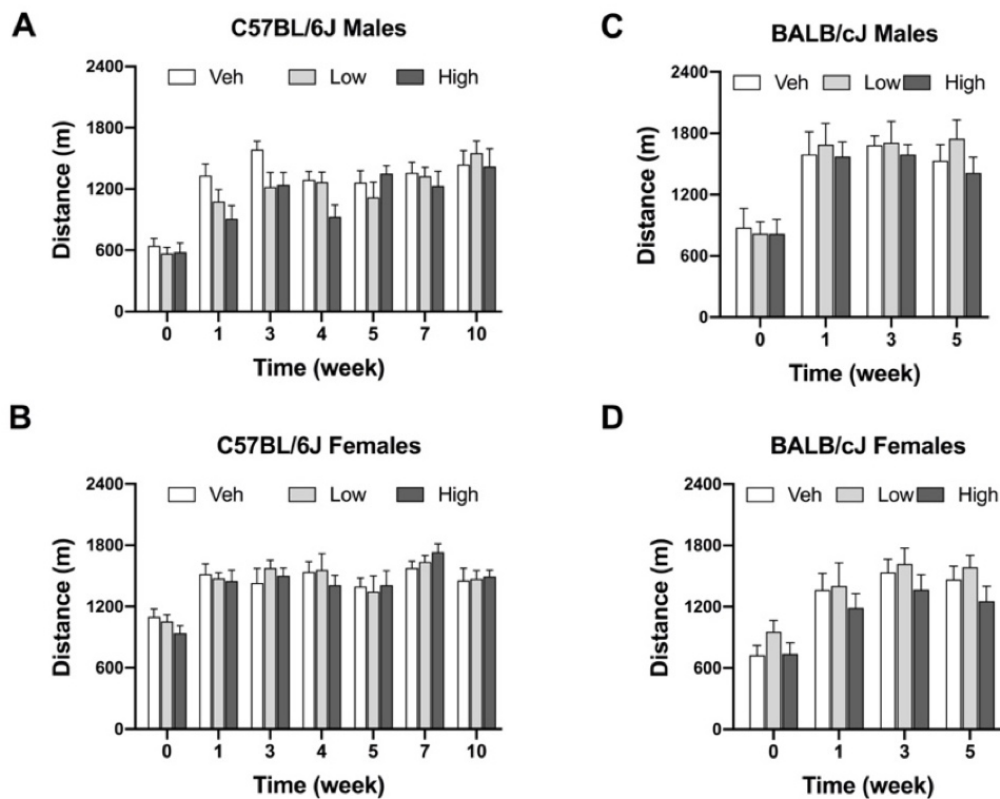 A
C57BL/6J Males
2400
1800
1200
600
0
Veh Low High
Distance (m)
0 1 3 4 5 7 10
Time (week)
B
C57BL/6J Females
2400
1800
1200
600
0
Veh Low High
Distance (m)
0 1 3 4 5 7 10
Time (week)
C
BALB/cJ Males
2400
1800
1200
600
0
Veh Low High
Distance (m)
0 1 3 5
Time (week)
D
BALB/cJ Females
2400
1800
1200
600
0
Veh Low High
Distance (m)
0 1 3 5
Time (week)